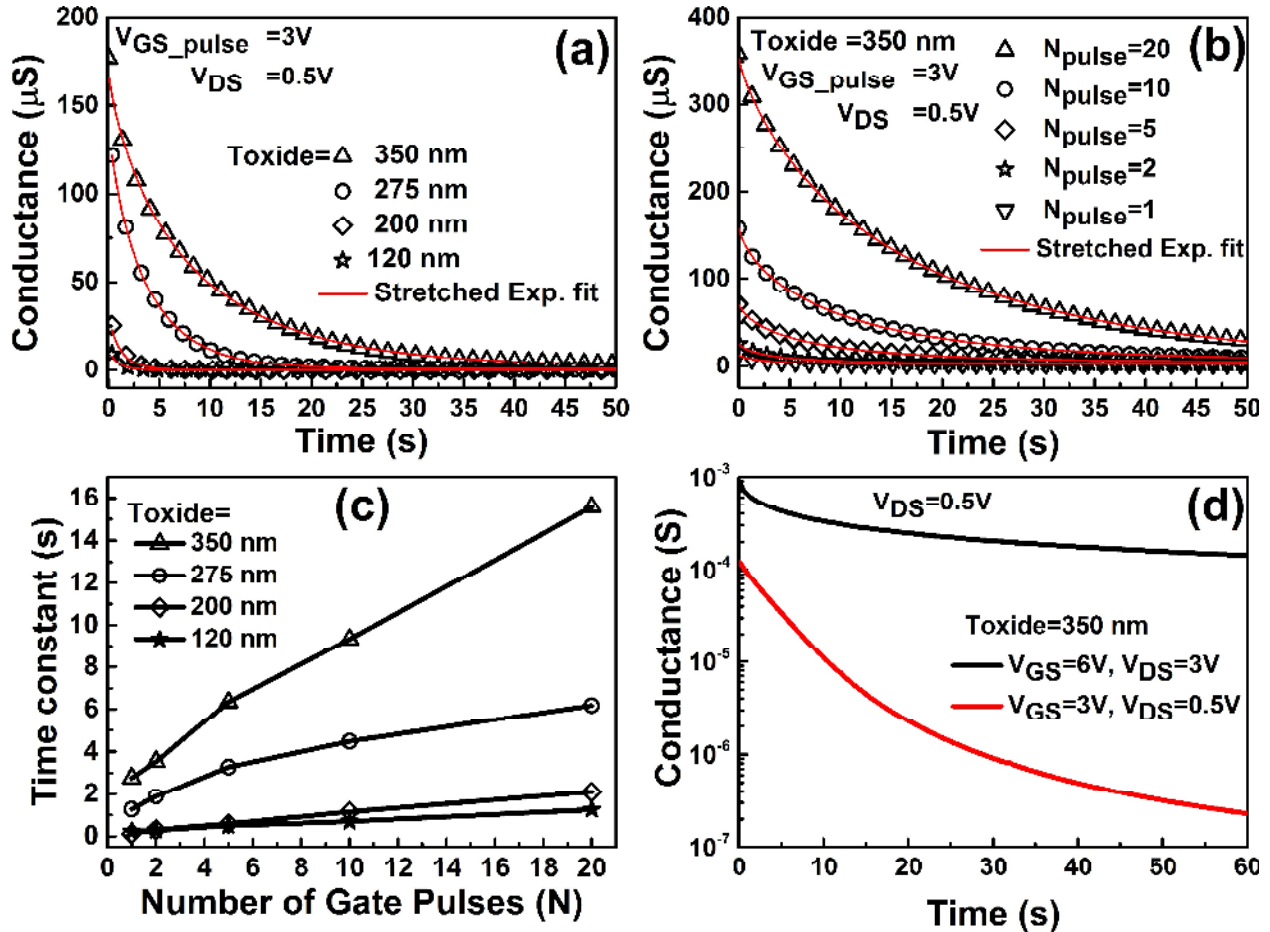 (a)
V_GS_pulse =3V
V_DS =0.5V
Toxide= 350 nm
275 nm
200 nm
120 nm
Stretched Exp. fit
Conductance (µS)
200
150
100
50
0
0 5 10 15 20 25 30 35 40 45 50
Time (s)
(b)
Toxide =350 nm
V_GS_pulse =3V
V_DS =0.5V
N_pulse=20
N_pulse=10
N_pulse=5
N_pulse=2
N_pulse=1
Stretched Exp. fit
Conductance (µS)
400
300
200
100
0
0 5 10 15 20 25 30 35 40 45 50
Time (s)
(c)
Toxide=
350 nm
275 nm
200 nm
120 nm
Time constant (s)
16
14
12
10
8
6
4
2
0
0 2 4 6 8 10 12 14 16 18 20
Number of Gate Pulses (N)
(d)
V_DS=0.5V
Toxide=350 nm
V_GS=6V, V_DS=3V
V_GS=3V, V_DS=0.5V
Conductance (S)
10^-3
10^-4
10^-5
10^-6
10^-7
0 10 20 30 40 50 60
Time (s)